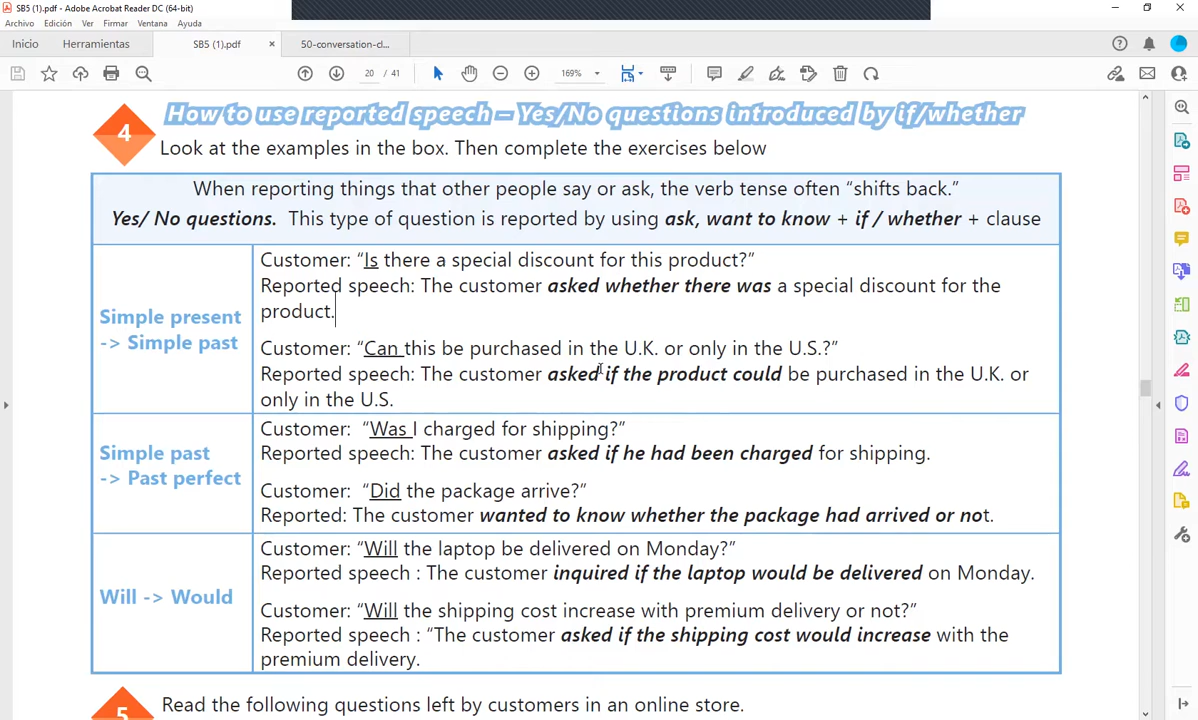 SB5 (1).pdf - Adobe Acrobat Reader DC (64-bit)
Archivo Edición Ver Firmar Ventana Ayuda
Inicio Herramientas SB5 (1).pdf × 50-conversation-cl...
20 / 41 169%
4 How to use reported speech – Yes/No questions introduced by if/whether
Look at the examples in the box. Then complete the exercises below
When reporting things that other people say or ask, the verb tense often “shifts back.”
Yes/ No questions. This type of question is reported by using ask, want to know + if / whether + clause
Simple present
-> Simple past
Customer: “Is there a special discount for this product?”
Reported speech: The customer asked whether there was a special discount for the
product.
Customer: “Can this be purchased in the U.K. or only in the U.S.?”
Reported speech: The customer asked if the product could be purchased in the U.K. or
only in the U.S.
Simple past
-> Past perfect
Customer: “Was I charged for shipping?”
Reported speech: The customer asked if he had been charged for shipping.
Customer: “Did the package arrive?”
Reported: The customer wanted to know whether the package had arrived or not.
Will -> Would
Customer: “Will the laptop be delivered on Monday?”
Reported speech : The customer inquired if the laptop would be delivered on Monday.
Customer: “Will the shipping cost increase with premium delivery or not?”
Reported speech : “The customer asked if the shipping cost would increase with the
premium delivery.
5 Read the following questions left by customers in an online store.